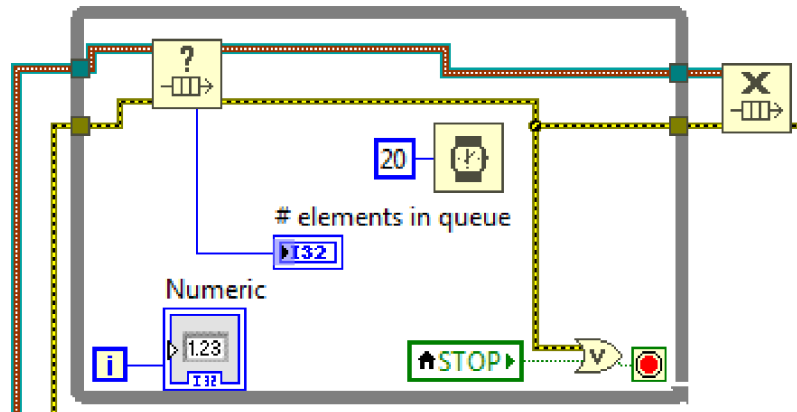 ?
X
20
# elements in queue
I32
Numeric
1.23
I32
i
STOP
V